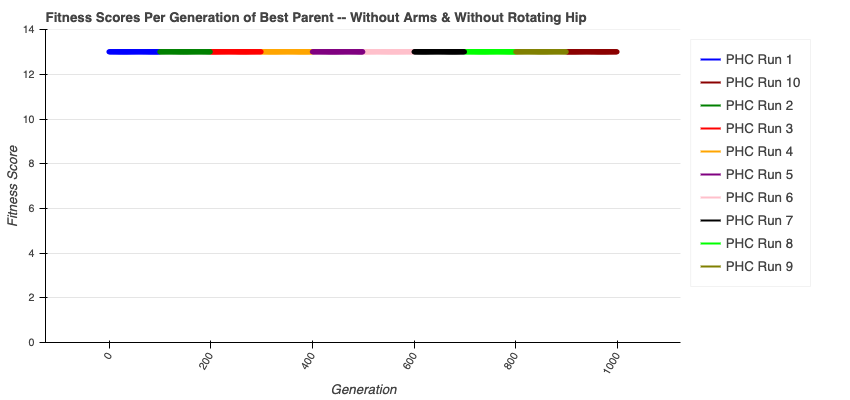 Fitness Scores Per Generation of Best Parent -- Without Arms & Without Rotating Hip
14
12
10
8
6
4
2
0
Fitness Score
0
200
400
600
800
1000
Generation
PHC Run 1
PHC Run 10
PHC Run 2
PHC Run 3
PHC Run 4
PHC Run 5
PHC Run 6
PHC Run 7
PHC Run 8
PHC Run 9